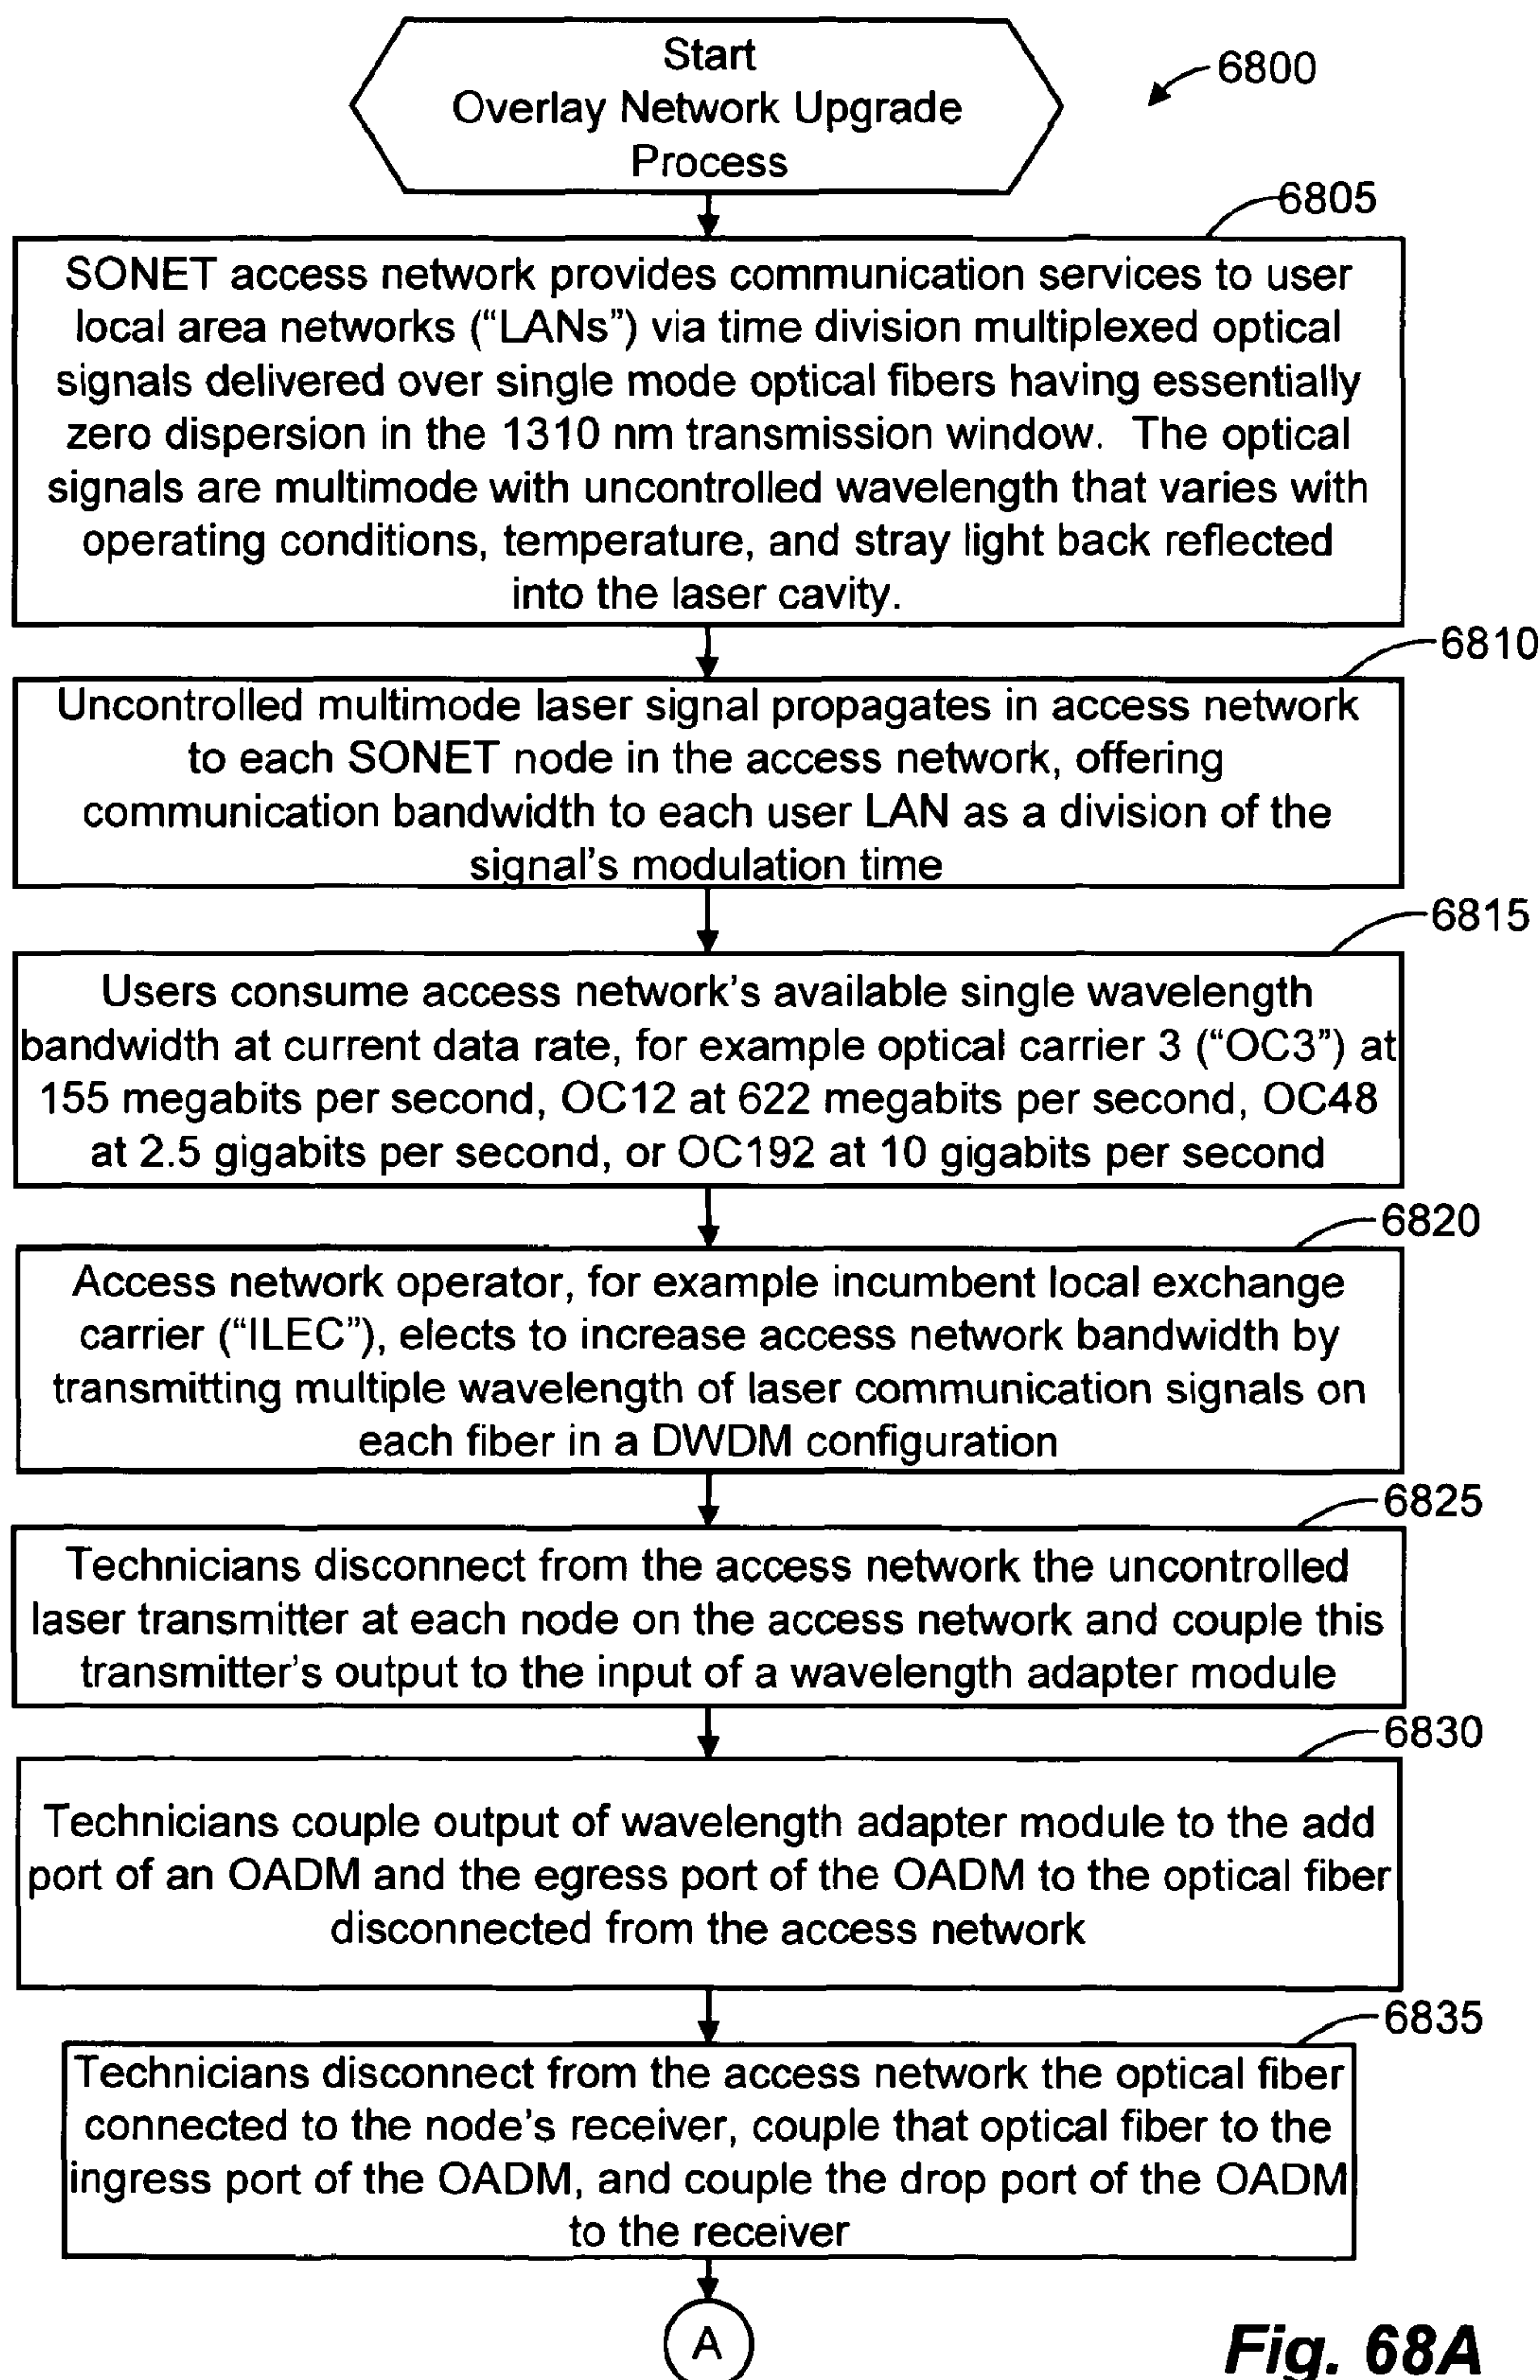 Start
Overlay Network Upgrade
Process
6800
6805
SONET access network provides communication services to user
local area networks (“LANs”) via time division multiplexed optical
signals delivered over single mode optical fibers having essentially
zero dispersion in the 1310 nm transmission window. The optical
signals are multimode with uncontrolled wavelength that varies with
operating conditions, temperature, and stray light back reflected
into the laser cavity.
6810
Uncontrolled multimode laser signal propagates in access network
to each SONET node in the access network, offering
communication bandwidth to each user LAN as a division of the
signal’s modulation time
6815
Users consume access network’s available single wavelength
bandwidth at current data rate, for example optical carrier 3 (“OC3”) at
155 megabits per second, OC12 at 622 megabits per second, OC48
at 2.5 gigabits per second, or OC192 at 10 gigabits per second
6820
Access network operator, for example incumbent local exchange
carrier (“ILEC”), elects to increase access network bandwidth by
transmitting multiple wavelength of laser communication signals on
each fiber in a DWDM configuration
6825
Technicians disconnect from the access network the uncontrolled
laser transmitter at each node on the access network and couple this
transmitter’s output to the input of a wavelength adapter module
6830
Technicians couple output of wavelength adapter module to the add
port of an OADM and the egress port of the OADM to the optical fiber
disconnected from the access network
6835
Technicians disconnect from the access network the optical fiber
connected to the node’s receiver, couple that optical fiber to the
ingress port of the OADM, and couple the drop port of the OADM
to the receiver
A
Fig. 68A